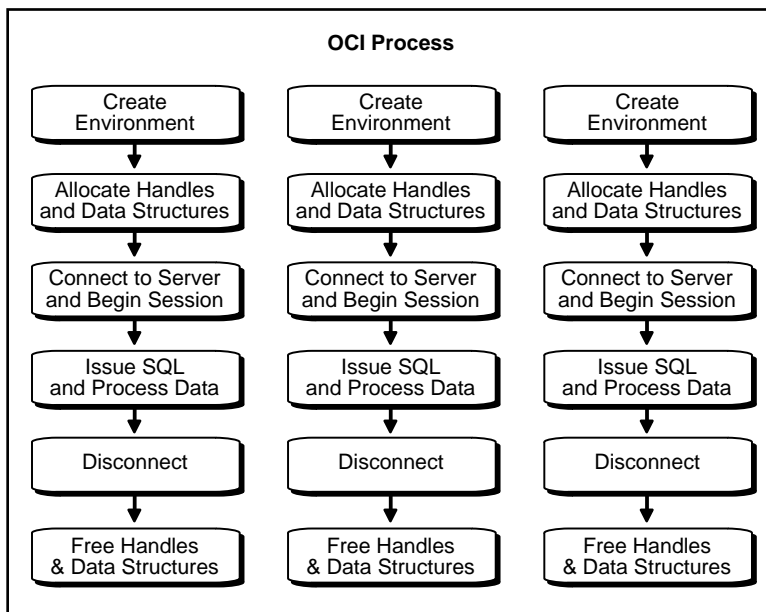 OCI Process
Create
Environment
Allocate Handles
and Data Structures
Connect to Server
and Begin Session
Issue SQL
and Process Data
Disconnect
Free Handles
& Data Structures
Create
Environment
Allocate Handles
and Data Structures
Connect to Server
and Begin Session
Issue SQL
and Process Data
Disconnect
Free Handles
& Data Structures
Create
Environment
Allocate Handles
and Data Structures
Connect to Server
and Begin Session
Issue SQL
and Process Data
Disconnect
Free Handles
& Data Structures